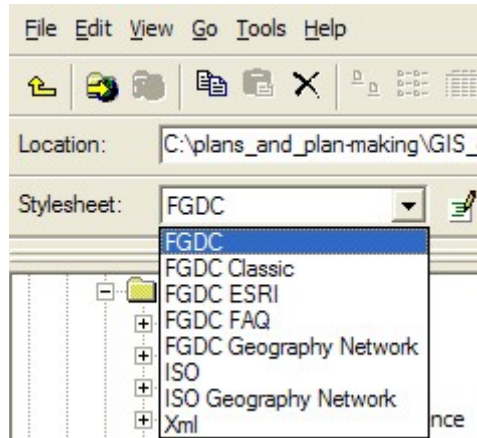 File Edit View Go Tools Help
Location: C:\plans_and_plan-making\GIS_
Stylesheet: FGDC
FGDC
FGDC Classic
FGDC ESRI
FGDC FAQ
FGDC Geography Network
ISO
ISO Geography Network
Xml nce